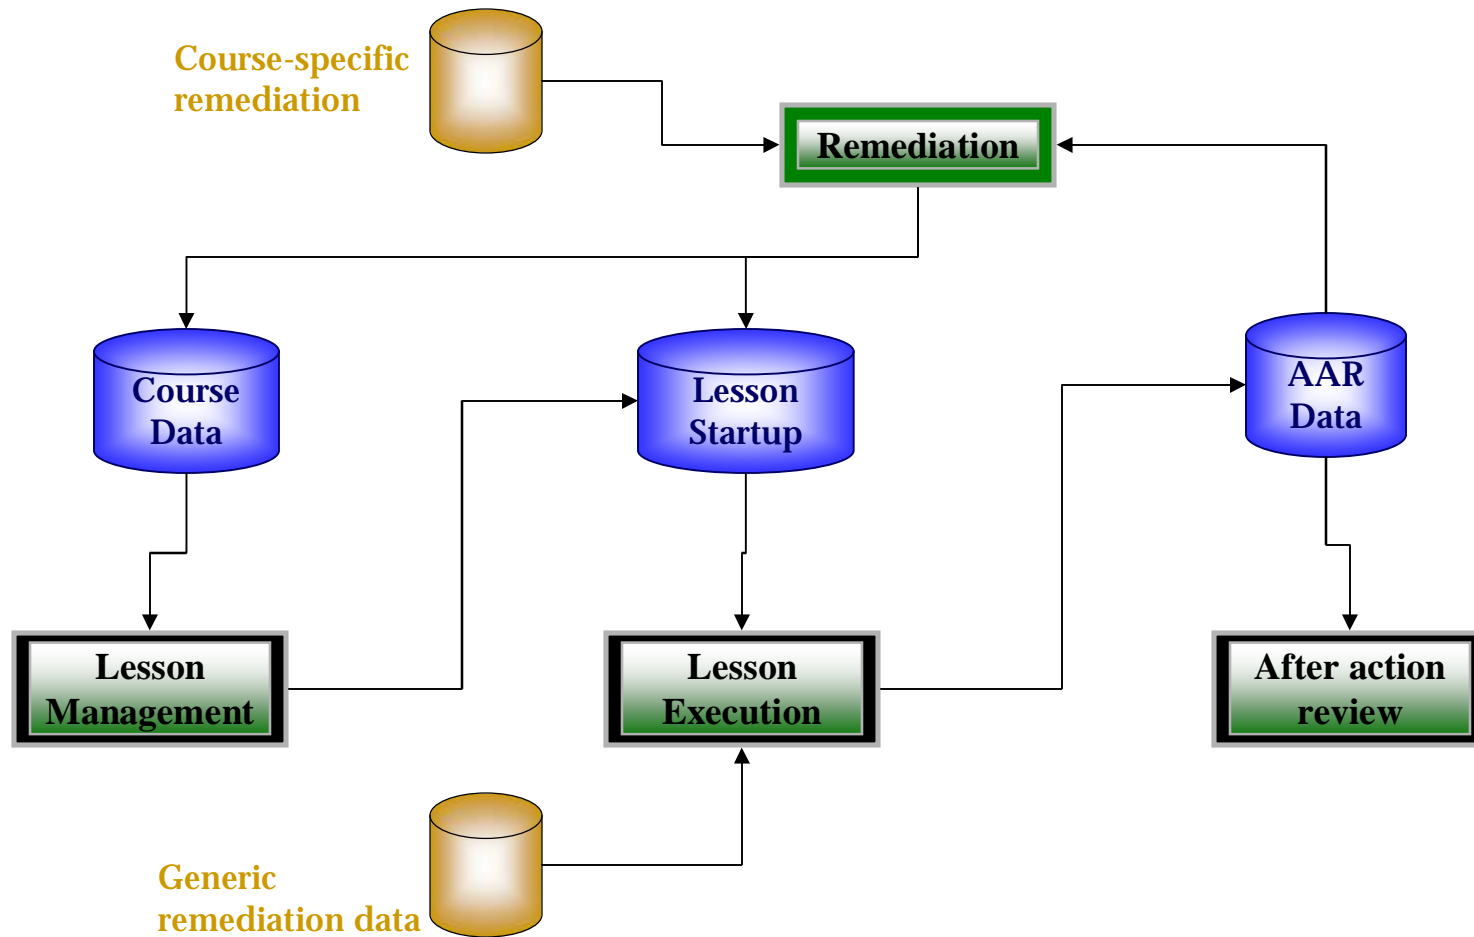 Course-specific
remediation
Remediation
Course
Data
Lesson
Startup
AAR
Data
Lesson
Management
Lesson
Execution
After action
review
Generic
remediation data